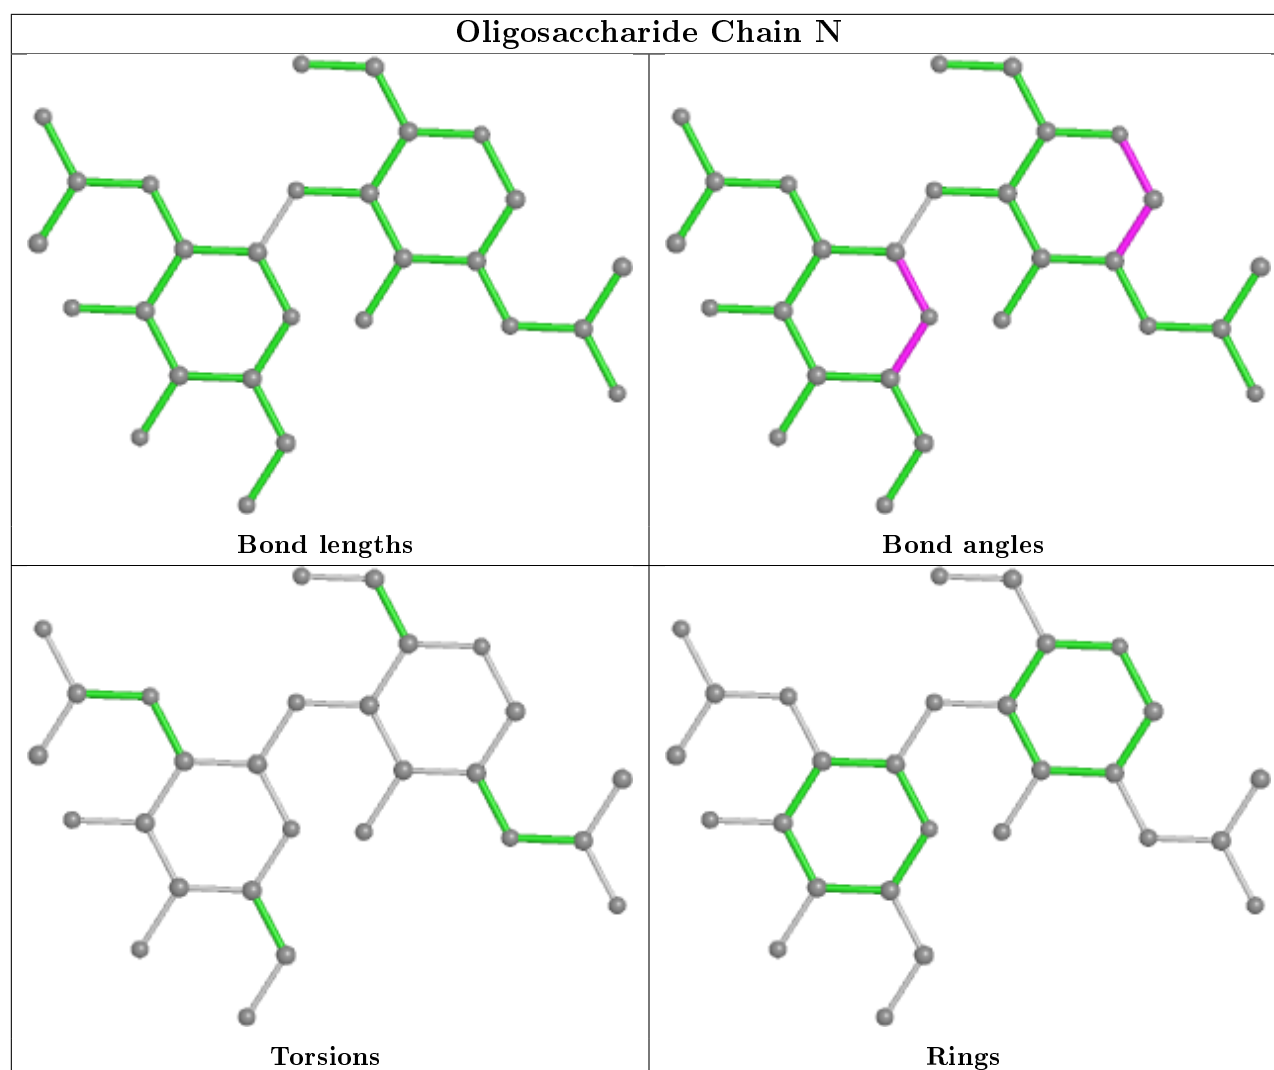 Oligosaccharide Chain N
Bond lengths
Bond angles
Torsions
Rings